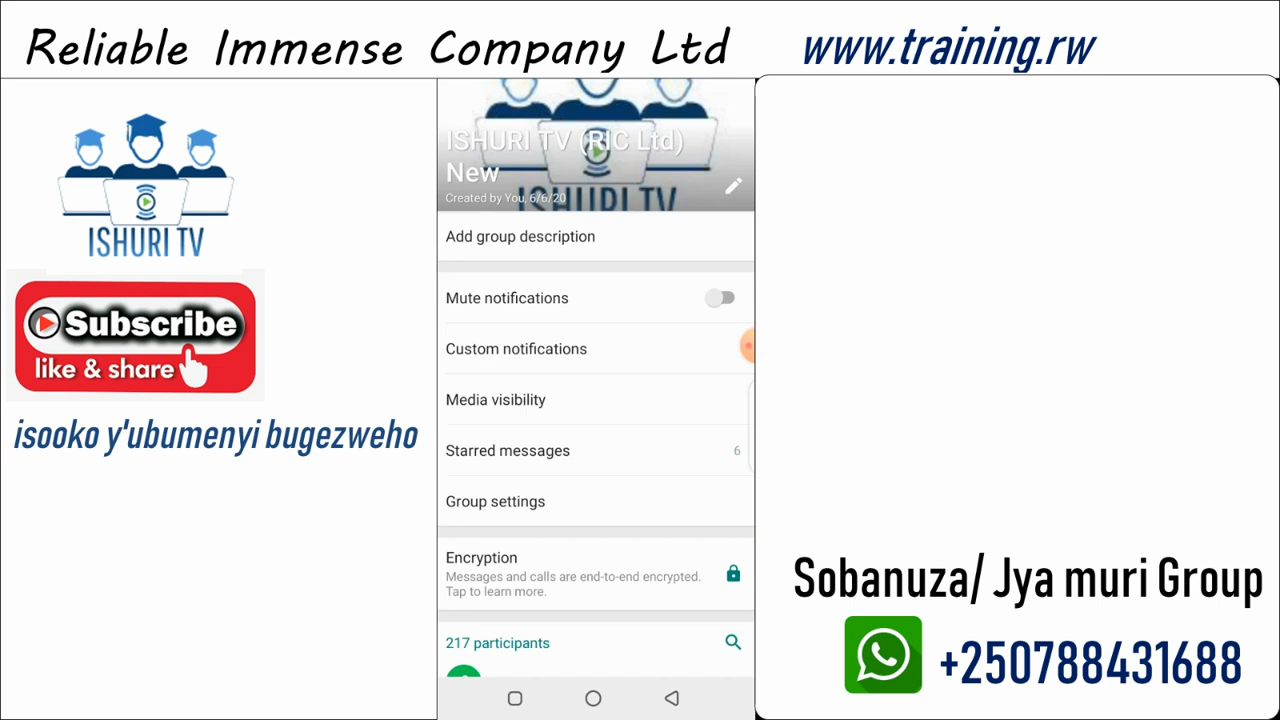 Reliable Immense Company Ltd
www.training.rw
ISHURI TV
Subscribe
like & share
isooko y'ubumenyi bugezweho
ISHURI TV (RIC Ltd)
New
Created by You, 6/6/20
ISHURI TV
Add group description
Mute notifications
Custom notifications
Media visibility
Starred messages 6
Group settings
Encryption
Messages and calls are end-to-end encrypted.
Tap to learn more.
217 participants
Sobanuza/ Jya muri Group
+250788431688